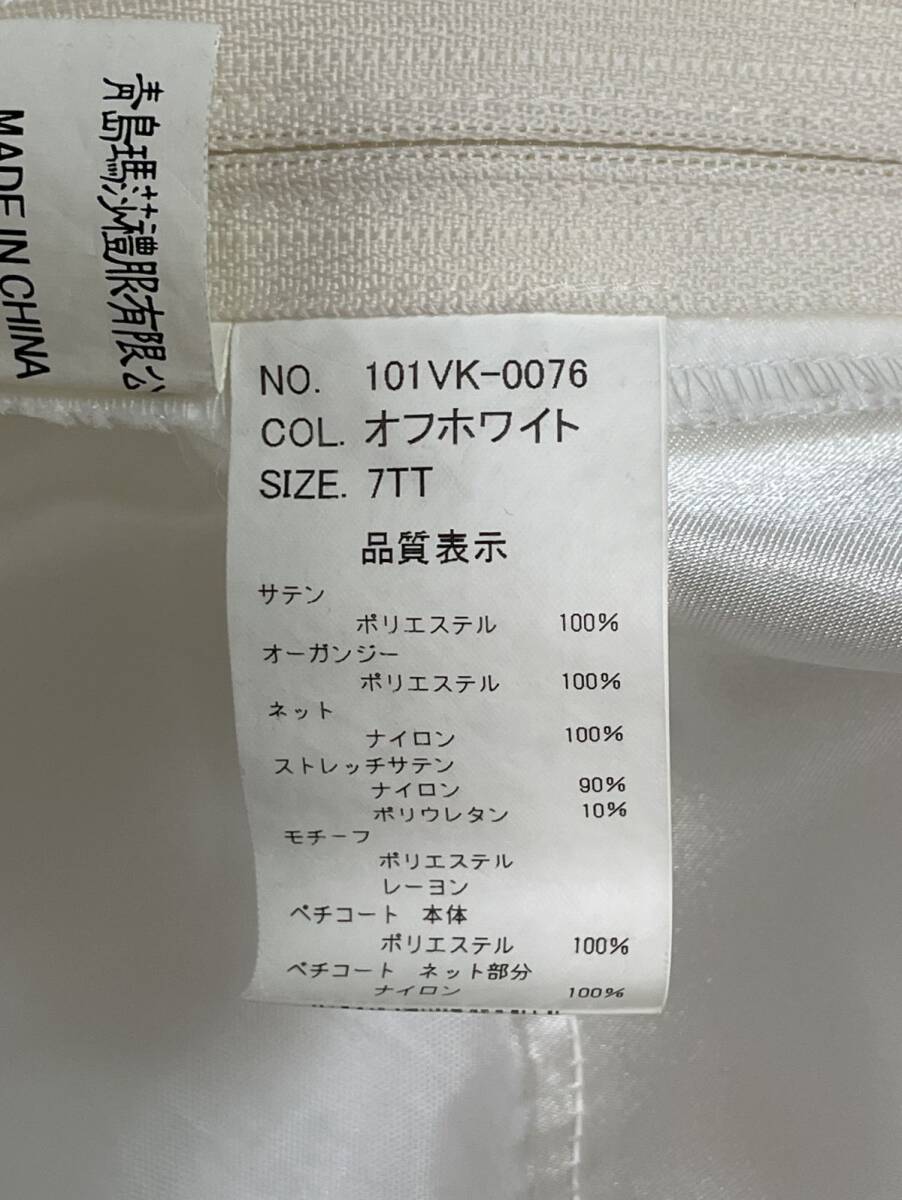 青島瑪莎禮服有限公
MADE IN CHINA
NO. 101VK-0076
COL. オフホワイト
SIZE. 7TT
品質表示
サテン
ポリエステル 100%
オーガンジー
ポリエステル 100%
ネット
ナイロン 100%
ストレッチサテン
ナイロン 90%
ポリウレタン 10%
モチーフ
ポリエステル
レーヨン
ペチコート 本体
ポリエステル 100%
ペチコート ネット部分
ナイロン 100%